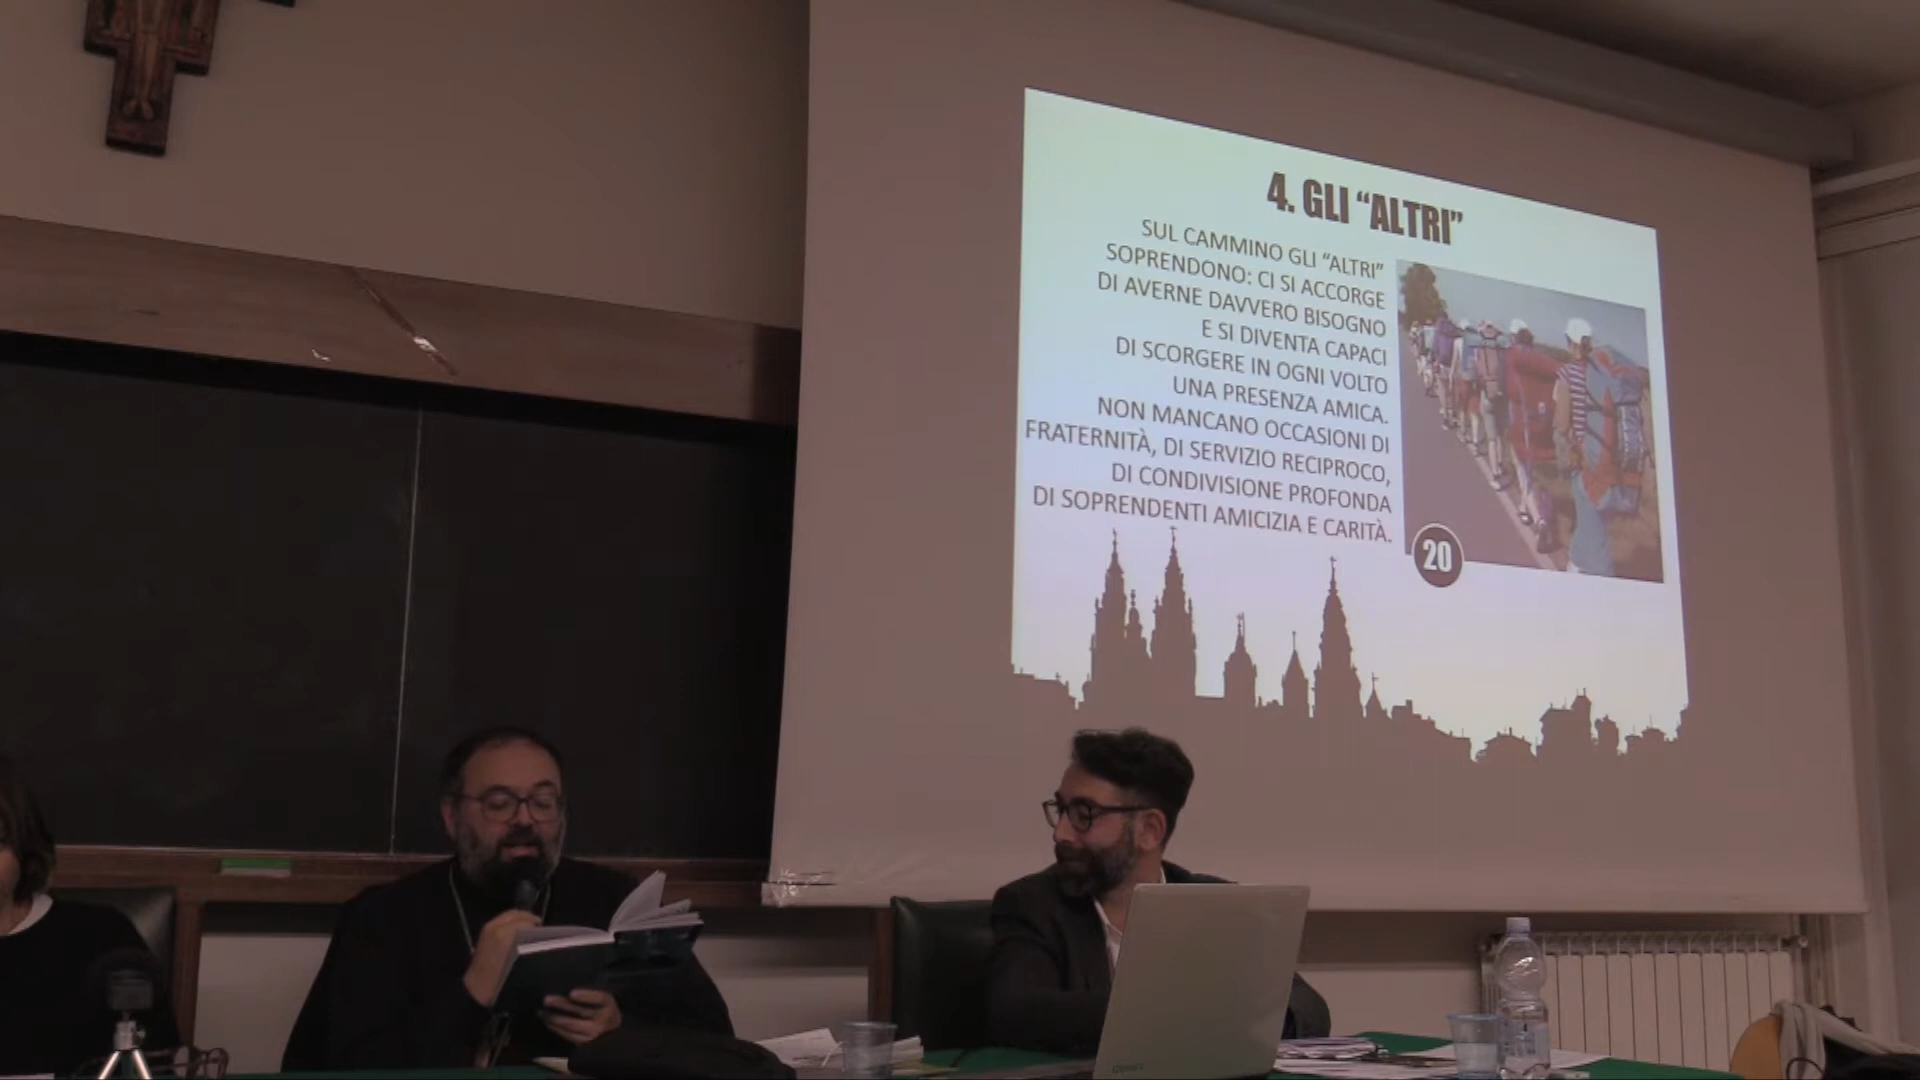 4. GLI “ALTRI”
SUL CAMMINO GLI “ALTRI”
SOPRENDONO: CI SI ACCORGE
DI AVERNE DAVVERO BISOGNO
E SI DIVENTA CAPACI
DI SCORGERE IN OGNI VOLTO
UNA PRESENZA AMICA.
NON MANCANO OCCASIONI DI
FRATERNITÀ, DI SERVIZIO RECIPROCO,
DI CONDIVISIONE PROFONDA
DI SOPRENDENTI AMICIZIA E CARITÀ.
20